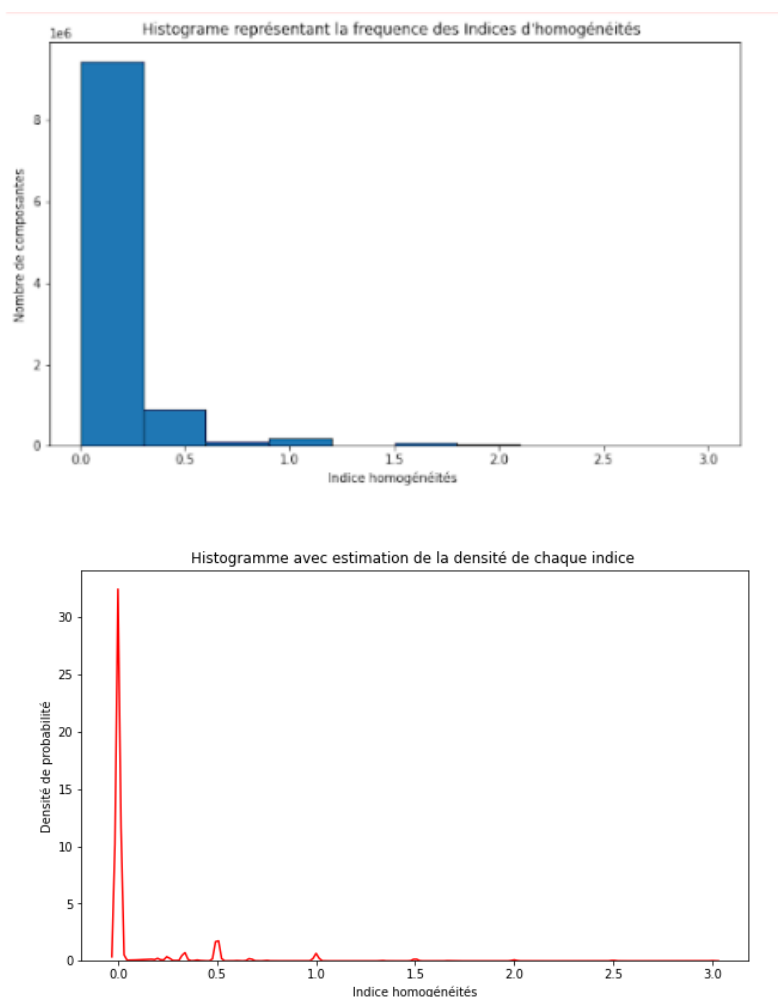 Histograme représentant la frequence des Indices d'homogénéités
1e6
8
6
4
2
0
Nombre de composantes
0.0 0.5 1.0 1.5 2.0 2.5 3.0
Indice homogénéités
Histogramme avec estimation de la densité de chaque indice
30
25
20
15
10
5
0
Densité de probabilité
0.0 0.5 1.0 1.5 2.0 2.5 3.0
Indice homogénéités